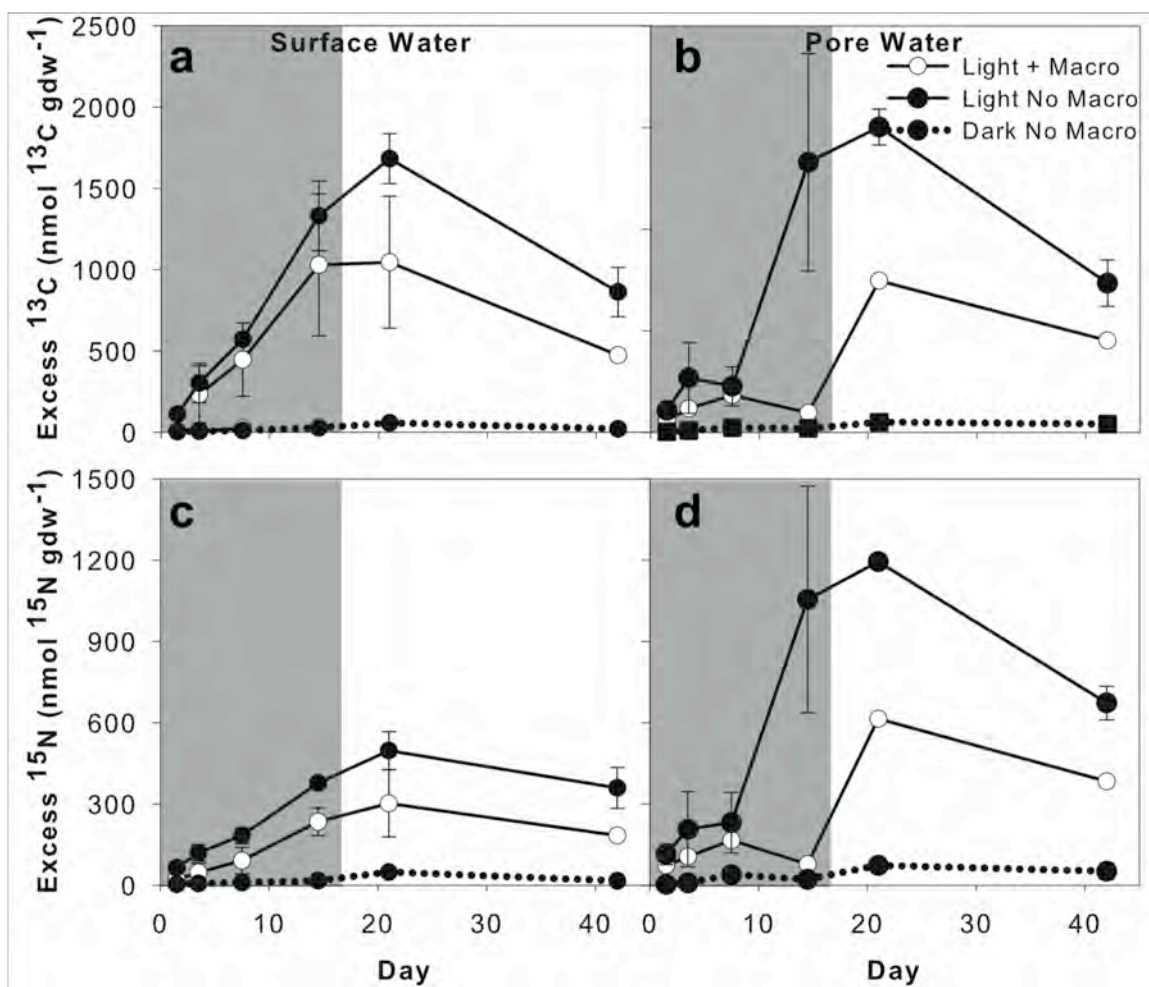 Excess ¹³C (nmol ¹³C gdw⁻¹)
2500
2000
1500
1000
500
0
a
Surface Water
b
Pore Water
Light + Macro
Light No Macro
Dark No Macro
Excess ¹⁵N (nmol ¹⁵N gdw⁻¹)
1500
1200
900
600
300
0
c
d
0 10 20 30 40
0 10 20 30 40
Day
Day